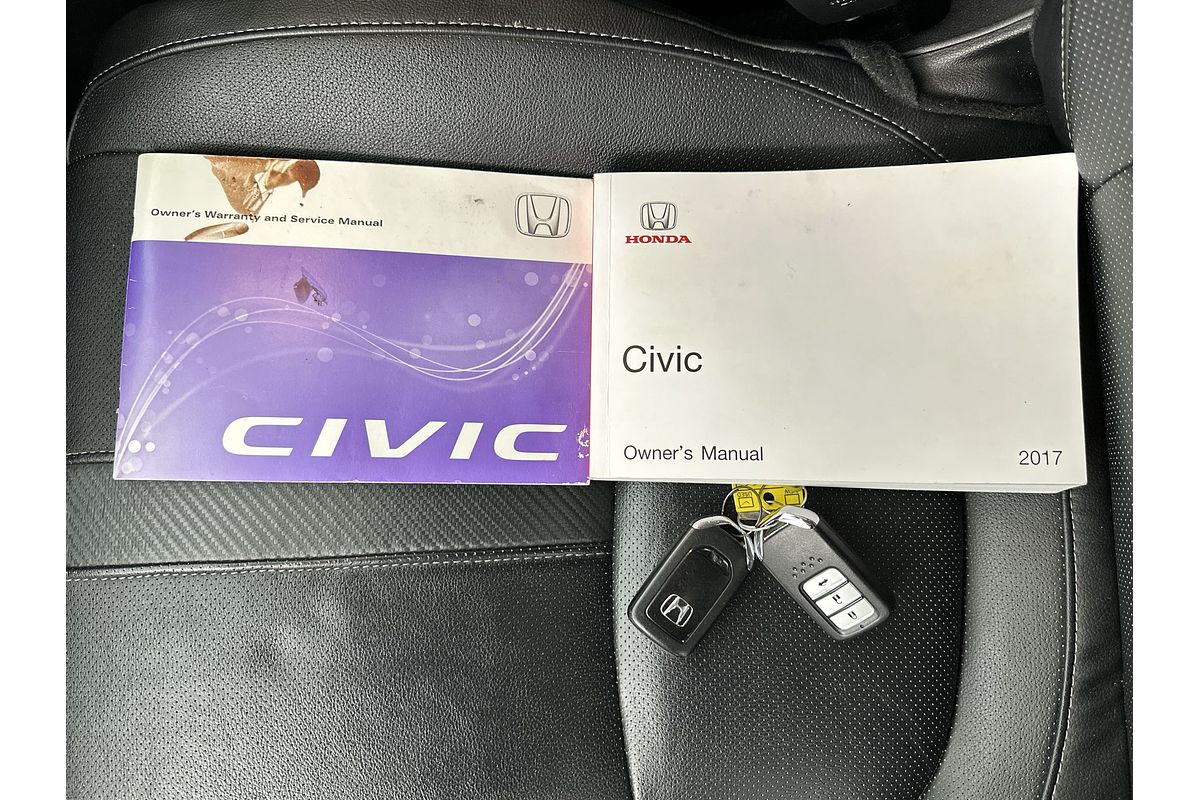 Owner's Warranty and Service Manual
CIVIC
HONDA
Civic
Owner's Manual
2017